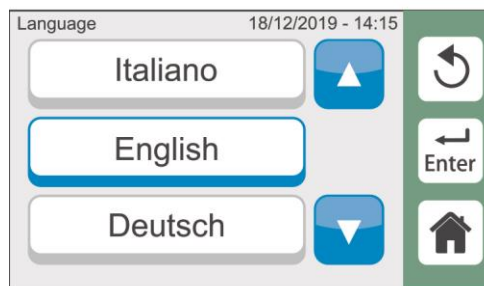 Language 18/12/2019 - 14:15
Italiano
English
Enter
Deutsch